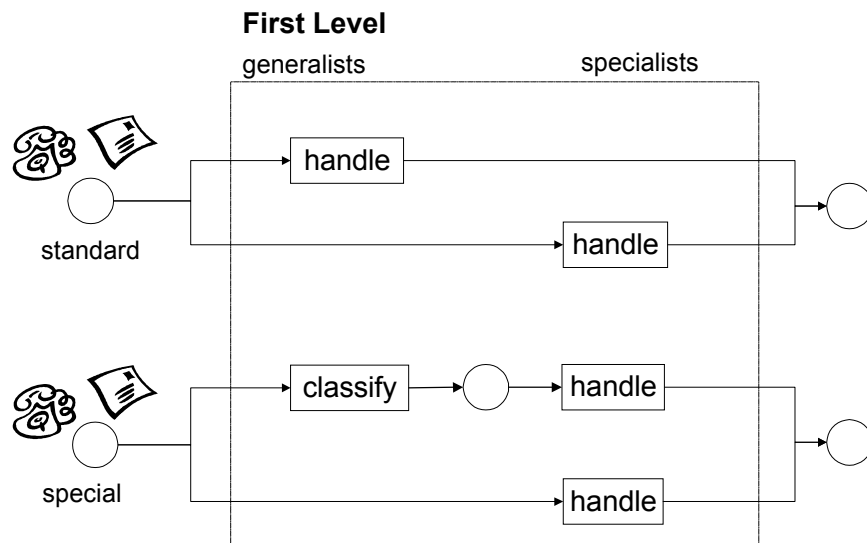 First Level
generalists specialists
handle
standard
handle
classify handle
special
handle